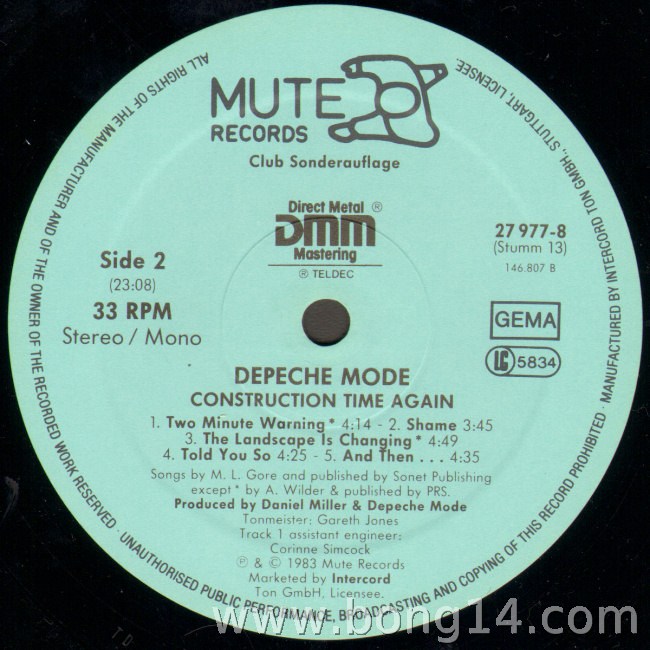 MUTE
RECORDS
Club Sonderauflage
Direct Metal ®
DMM
Mastering
® TELDEC
27 977-8
(Stumm 13)
146.807 B
Side 2
(23:08)
33 RPM
Stereo / Mono
GEMA
LC 5834
DEPECHE MODE
CONSTRUCTION TIME AGAIN
1. Two Minute Warning* 4:14 - 2. Shame 3:45
3. The Landscape Is Changing* 4:49
4. Told You So 4:25 - 5. And Then . . . 4:35
Songs by M. L. Gore and published by Sonet Publishing
except* by A. Wilder & published by PRS.
Produced by Daniel Miller & Depeche Mode
Tonmeister: Gareth Jones
Track 1 assistant engineer:
Corinne Simcock
℗ & © 1983 Mute Records
Marketed by Intercord
Ton GmbH, Licensee.
ALL RIGHTS OF THE MANUFACTURER AND OF THE OWNER OF THE RECORDED WORK RESERVED · UNAUTHORISED PUBLIC PERFORMANCE, BROADCASTING AND COPYING OF THIS RECORD PROHIBITED · MANUFACTURED BY INTERCORD TON GMBH., STUTTGART, LICENSEE.
www.bong14.com